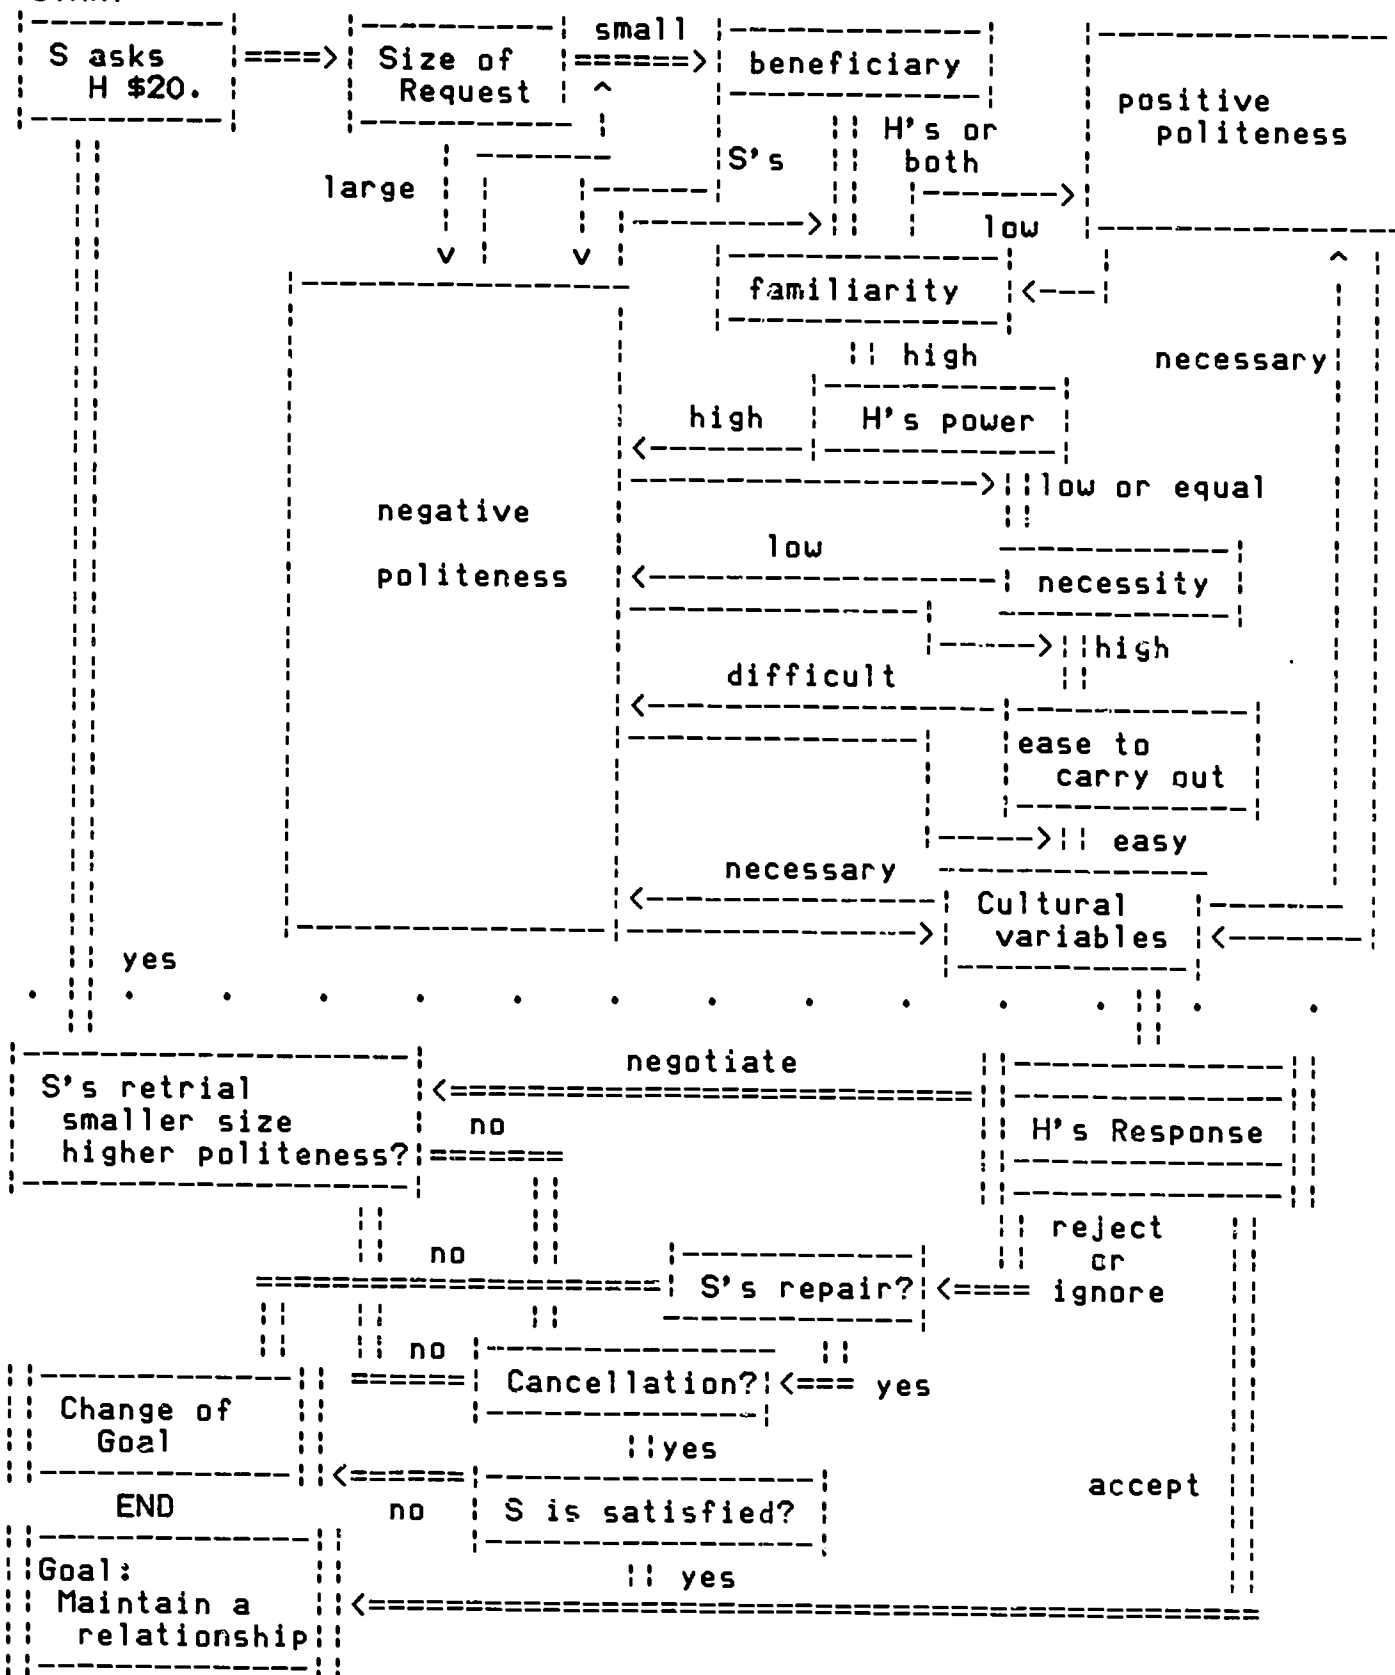 S asks
H $20.
Size of
Request
small
beneficiary
positive
politeness
large
S's
H's or
both
low
familiarity
high
necessary
high
H's power
low or equal
negative
politeness
low
necessity
high
difficult
ease to
carry out
easy
necessary
Cultural
variables
yes
negotiate
S's retrial
smaller size
higher politeness?
no
H's Response
reject
or
ignore
no
S's repair?
no
Cancellation?
yes
Change of
Goal
yes
accept
END
no
S is satisfied?
Goal:
Maintain a
relationship
yes